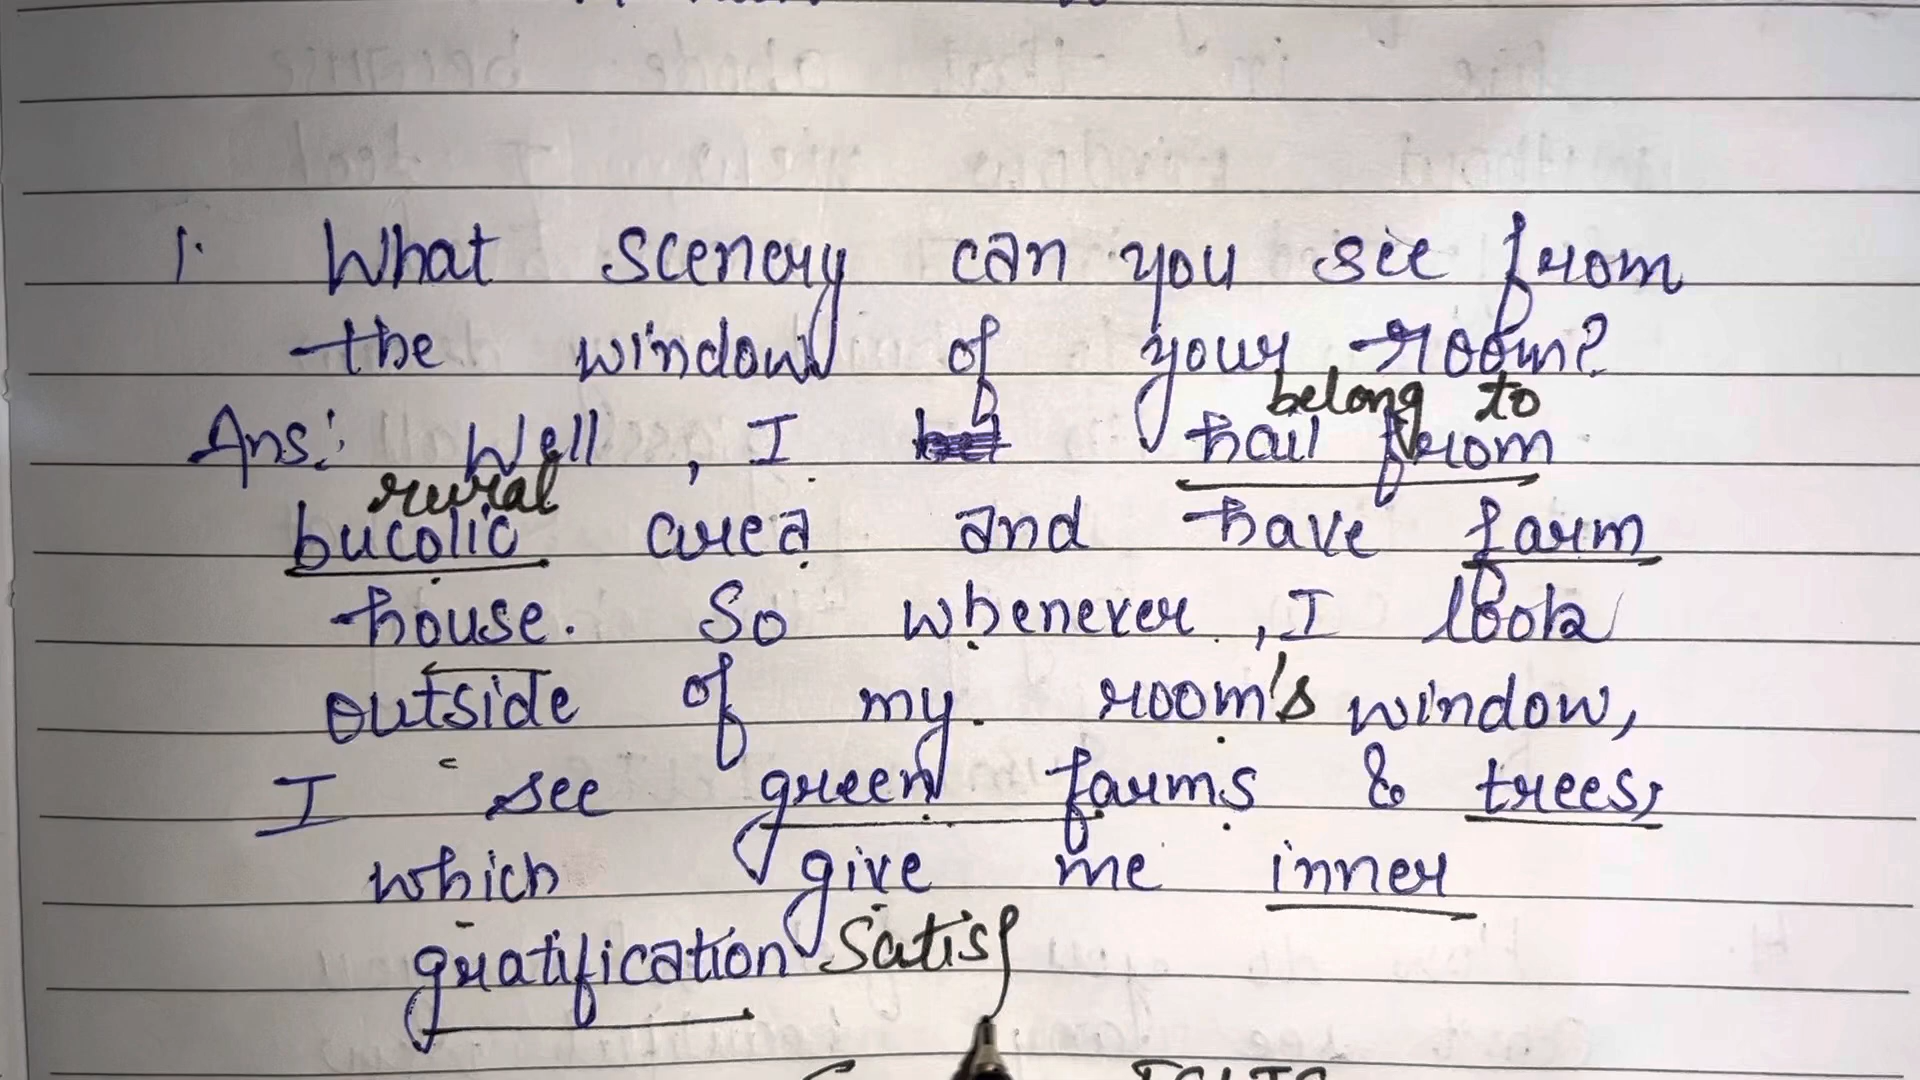 1. What scenery can you see from
the window of your room?
belong to
Ans: Well, I hail from
rural
bucolic area and have farm
house. So whenever, I look
outside of my room's window,
I see green farms & trees,
which give me inner
gratification Satisf